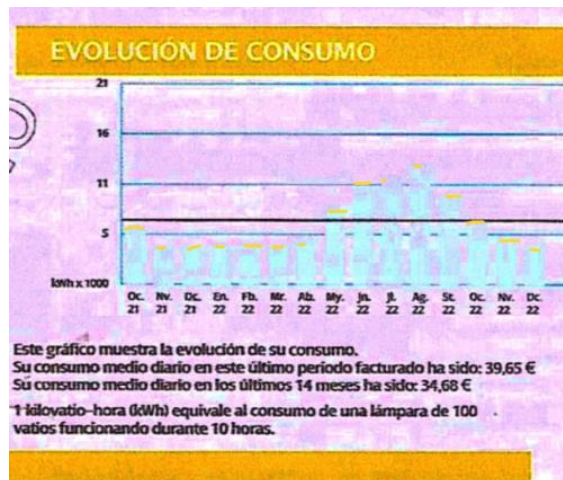 EVOLUCIÓN DE CONSUMO
21
16
11
5
kWh x 1000
Oc. Nv. Dc. En. Fb. Mr. Ab. My. Jn. Jl. Ag. St. Oc. Nv. Dc.
21 21 21 22 22 22 22 22 22 22 22 22 22 22 22
Este gráfico muestra la evolución de su consumo.
Su consumo medio diario en este último periodo facturado ha sido: 39,65 €
Su consumo medio diario en los últimos 14 meses ha sido: 34,68 €
1 kilovatio-hora (kWh) equivale al consumo de una lámpara de 100
vatios funcionando durante 10 horas.